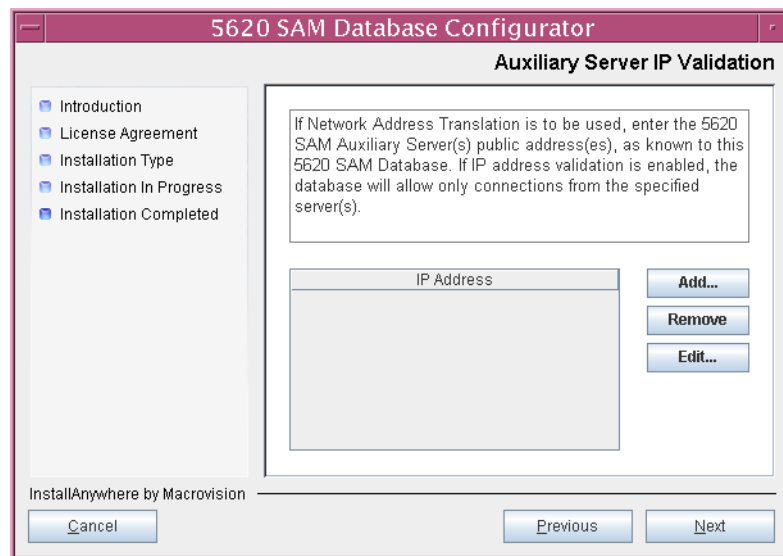 5620 SAM Database Configurator
Auxiliary Server IP Validation
Introduction
License Agreement
Installation Type
Installation In Progress
Installation Completed
If Network Address Translation is to be used, enter the 5620
SAM Auxiliary Server(s) public address(es), as known to this
5620 SAM Database. If IP address validation is enabled, the
database will allow only connections from the specified
server(s).
IP Address
Add...
Remove
Edit...
InstallAnywhere by Macrovision
Cancel
Previous
Next